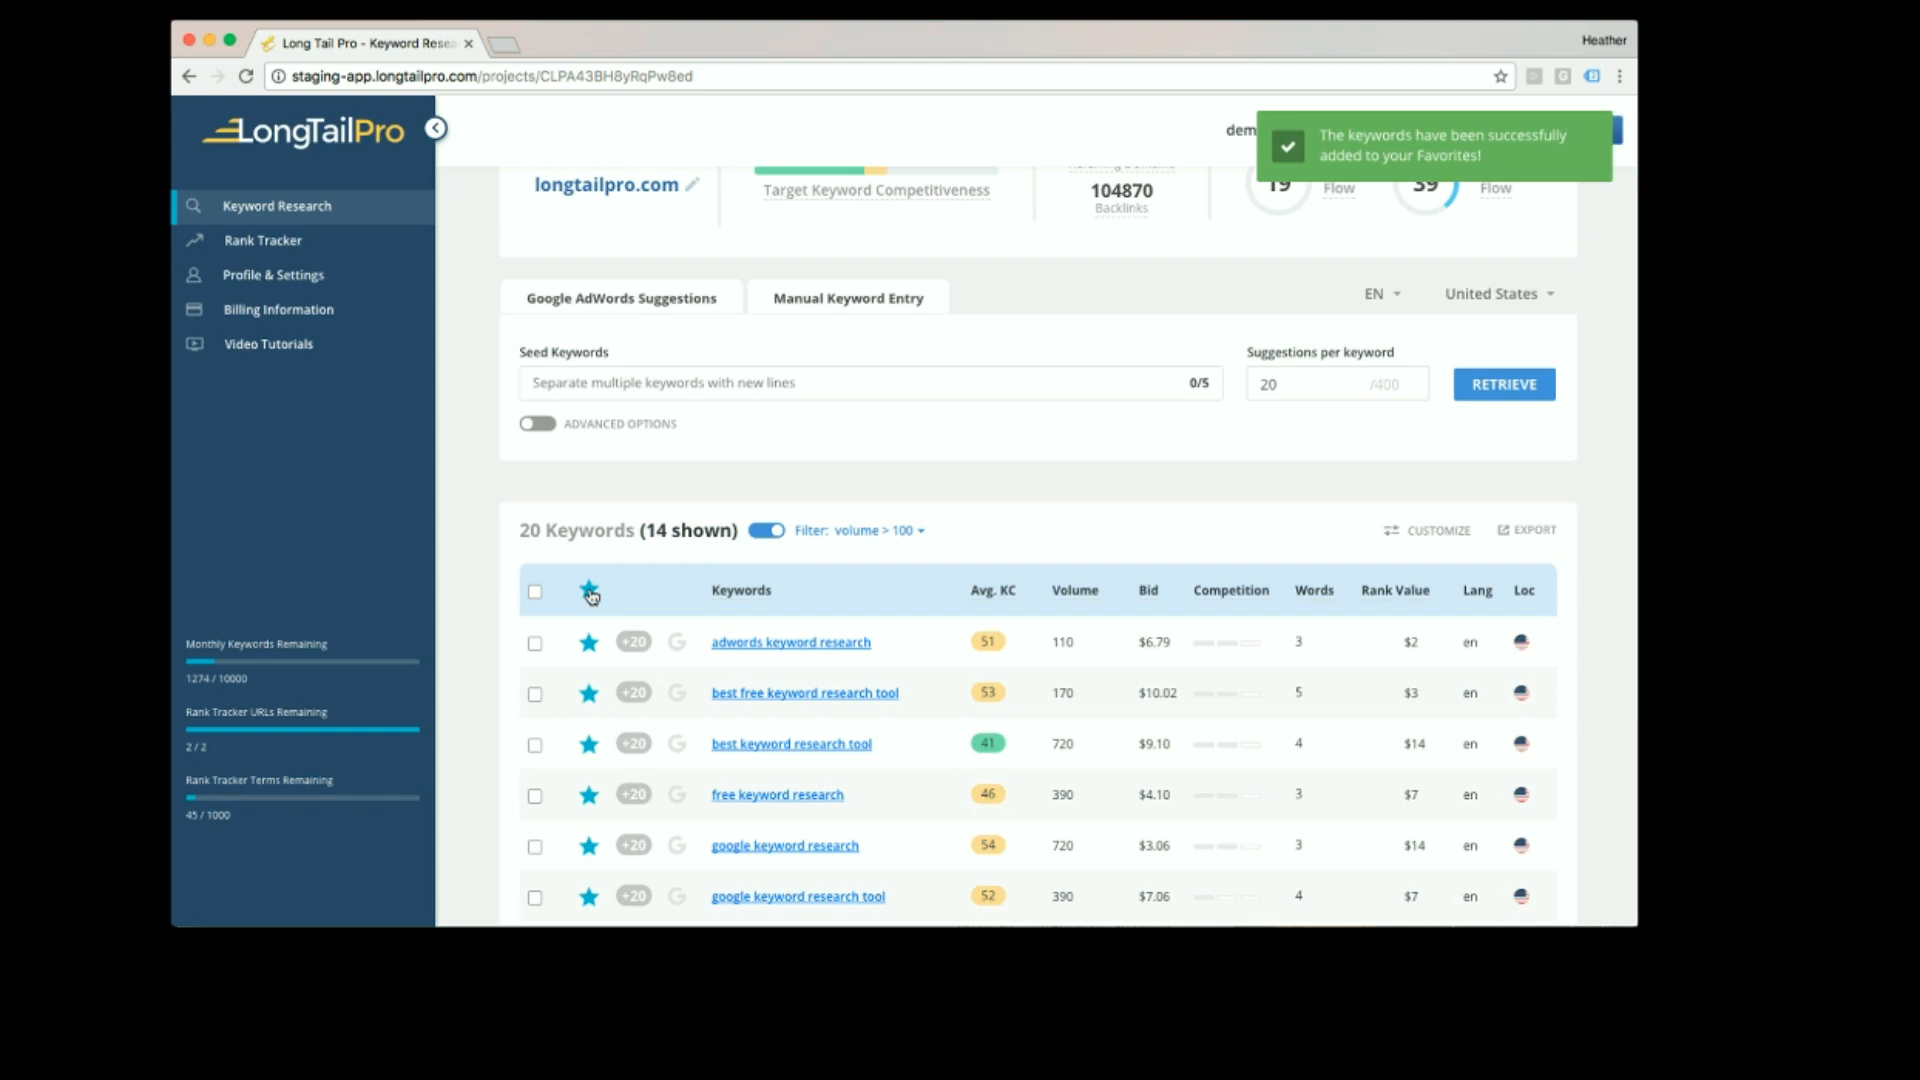 Long Tail Pro - Keyword Resea
Heather
staging-app.longtailpro.com/projects/CLPA43BH8yRqPw8ed
LongTailPro
Keyword Research
Rank Tracker
Profile & Settings
Billing Information
Video Tutorials
Monthly Keywords Remaining
1274 / 10000
Rank Tracker URLs Remaining
2 / 2
Rank Tracker Terms Remaining
45 / 1000
dem
The keywords have been successfully
added to your Favorites!
longtailpro.com
Target Keyword Competitiveness
104870
Backlinks
19
Flow
39
Flow
Google AdWords Suggestions
Manual Keyword Entry
EN
United States
Seed Keywords
Suggestions per keyword
Separate multiple keywords with new lines
0/5
20
/400
RETRIEVE
ADVANCED OPTIONS
20 Keywords (14 shown)
Filter: volume > 100
CUSTOMIZE
EXPORT
Keywords Avg. KC Volume Bid Competition Words Rank Value Lang Loc
+20 G adwords keyword research 51 110 $6.79 3 $2 en
+20 G best free keyword research tool 53 170 $10.02 5 $3 en
+20 G best keyword research tool 41 720 $9.10 4 $14 en
+20 G free keyword research 46 390 $4.10 3 $7 en
+20 G google keyword research 54 720 $3.06 3 $14 en
+20 G google keyword research tool 52 390 $7.06 4 $7 en